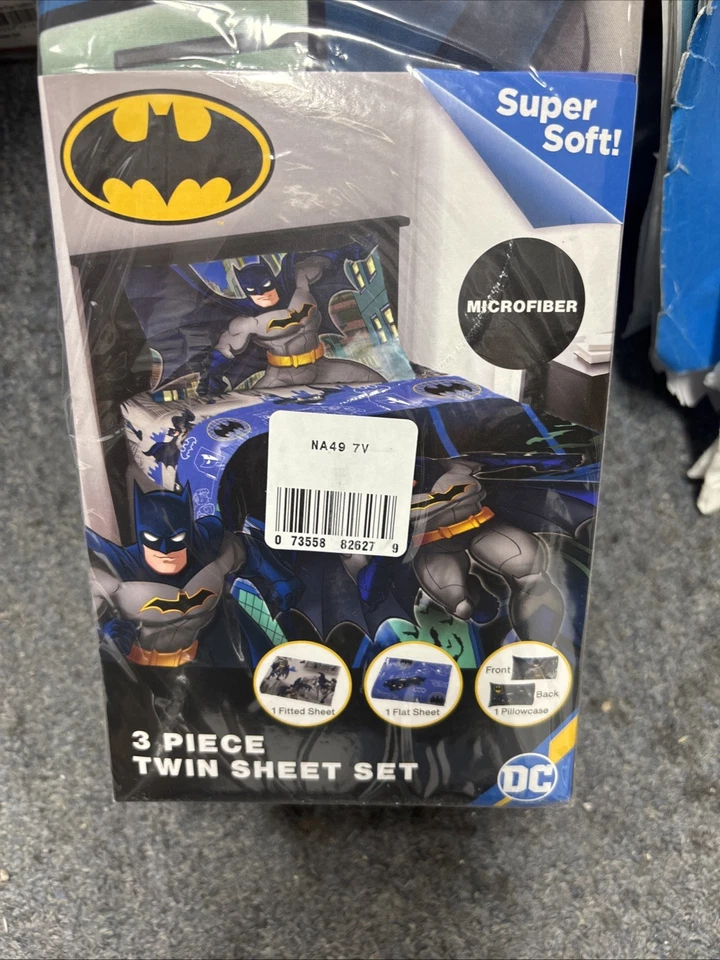 Super
Soft!
MICROFIBER
NA49 7V
0 73558 82627 9
Front
Back
1 Fitted Sheet
1 Flat Sheet
1 Pillowcase
3 PIECE
TWIN SHEET SET
DC